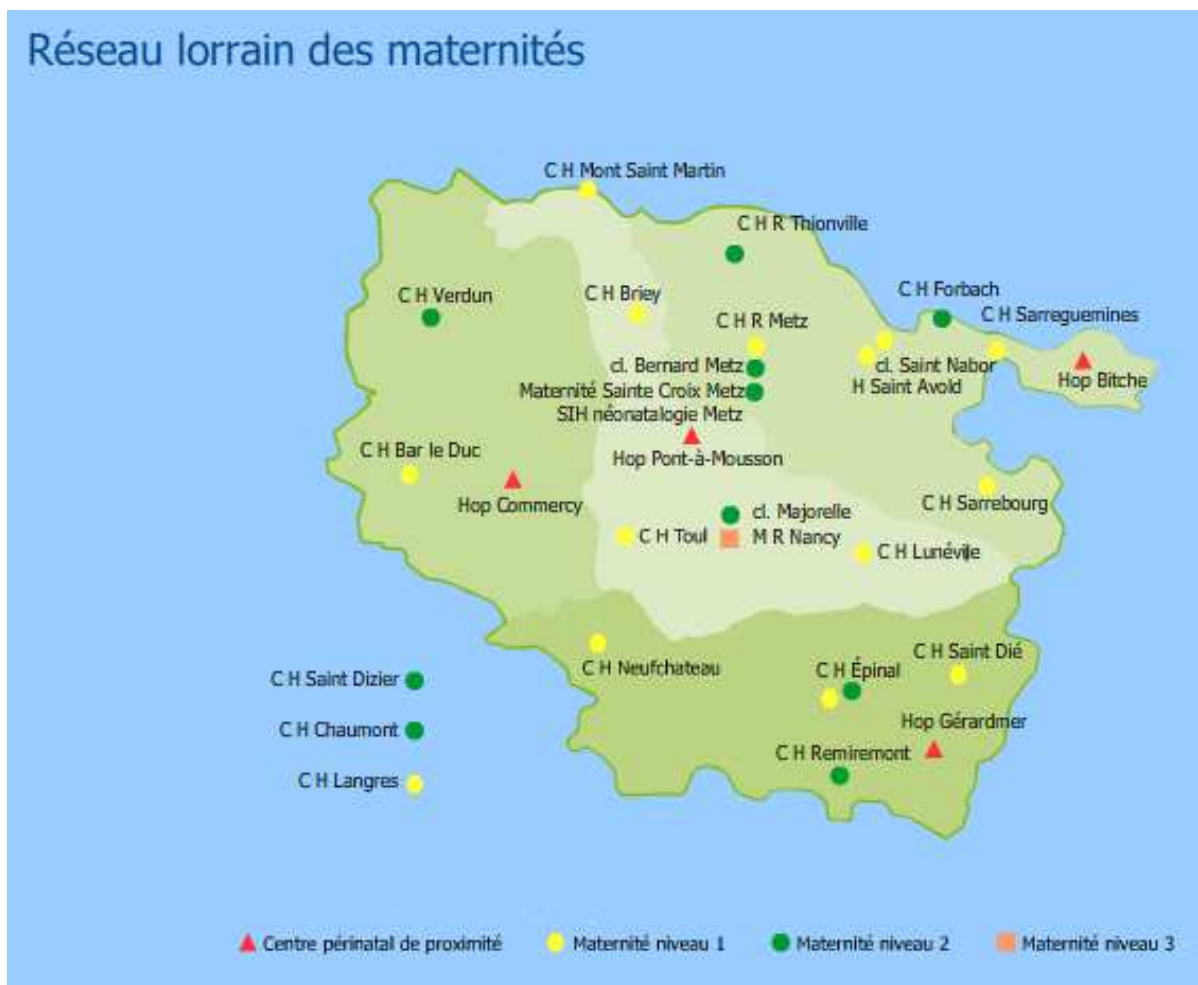 Réseau lorrain des maternités
C H Mont Saint Martin
C H R Thionville
C H Verdun
C H Briey
C H Forbach
C H R Metz
C H Sarreguemines
cl. Bernard Metz
cl. Saint Nabor
Hop Bitche
Maternité Sainte Croix Metz
H Saint Avold
SIH néonatalogie Metz
C H Bar le Duc
Hop Pont-à-Mousson
Hop Commercy
C H Sarrebourg
cl. Majorelle
C H Toul
M R Nancy
C H Lunévile
C H Neufchateau
C H Saint Dié
C H Épinal
C H Saint Dizier
Hop Gérardmer
C H Chaumont
C H Remiremont
C H Langres
Centre périnatal de proximité
Maternité niveau 1
Maternité niveau 2
Maternité niveau 3